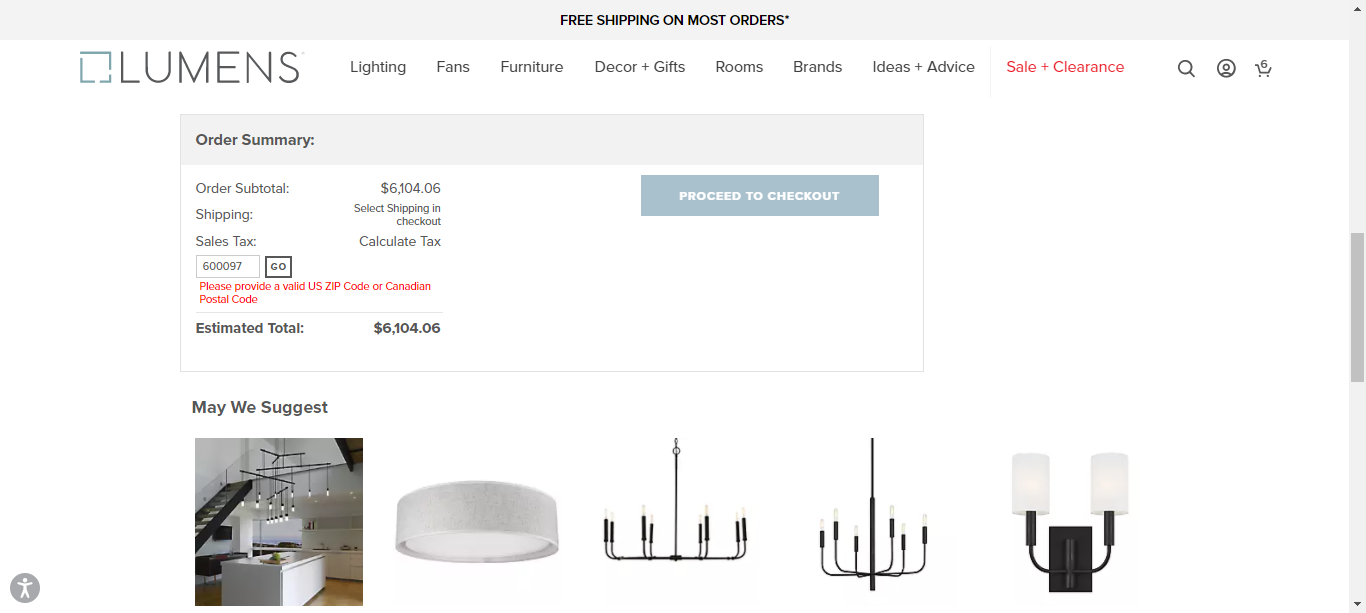 FREE SHIPPING ON MOST ORDERS*
LUMENS
Lighting
Fans
Furniture
Decor + Gifts
Rooms
Brands
Ideas + Advice
Sale + Clearance
6
Order Summary:
Order Subtotal: $6,104.06
PROCEED TO CHECKOUT
Shipping: Select Shipping in
checkout
Sales Tax: Calculate Tax
600097 GO
Please provide a valid US ZIP Code or Canadian
Postal Code
Estimated Total: $6,104.06
May We Suggest